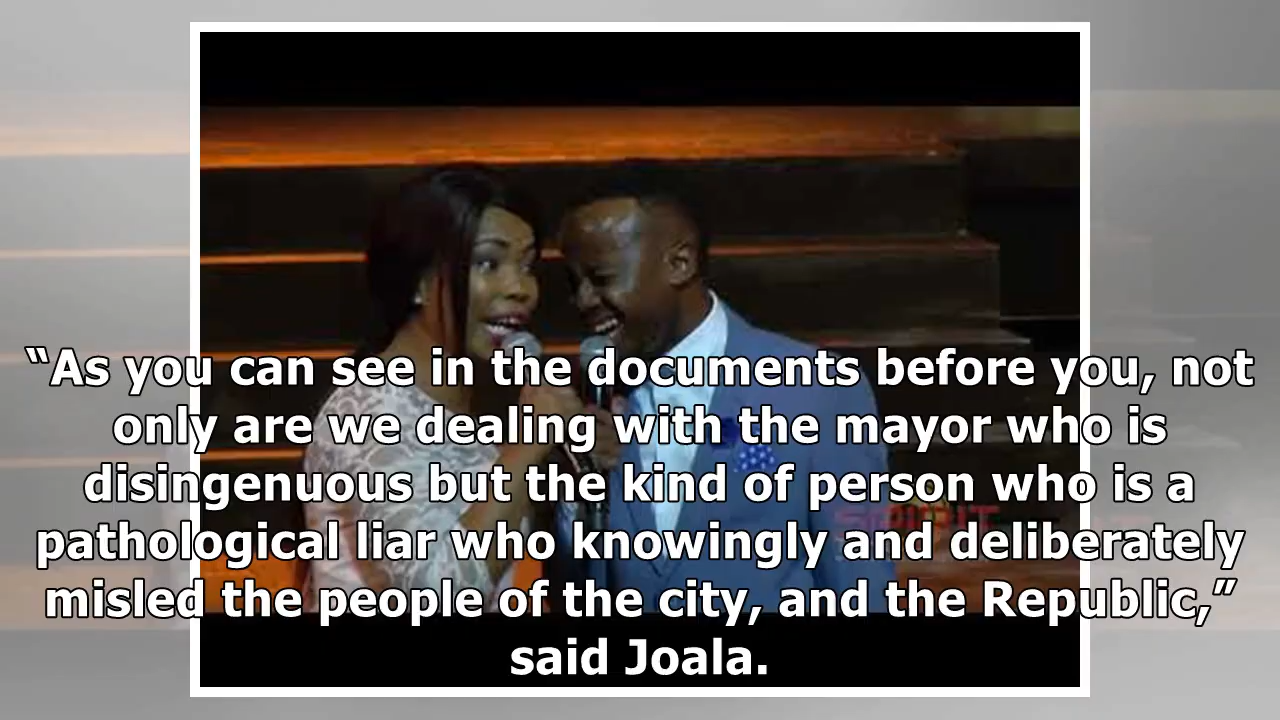 “As you can see in the documents before you, not
only are we dealing with the mayor who is
disingenuous but the kind of person who is a
pathological liar who knowingly and deliberately
misled the people of the city, and the Republic,”
said Joala.
SPIRIT